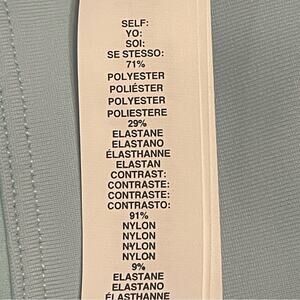 SELF:
YO:
SOI:
SE STESSO:
71%
POLYESTER
POLIÉSTER
POLYESTER
POLIESTERE
29%
ELASTANE
ELASTANO
ÉLASTHANNE
ELASTAN
CONTRAST:
CONTRASTE:
CONTRASTE:
CONTRASTO:
91%
NYLON
NYLON
NYLON
NYLON
9%
ELASTANE
ELASTANO
ÉLASTHANNE